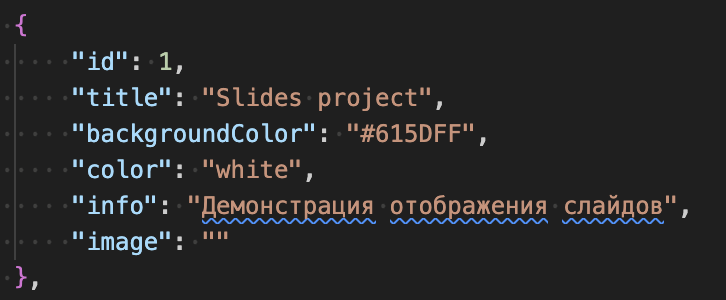 {
"id": 1,
"title": "Slides project",
"backgroundColor": "#615DFF",
"color": "white",
"info": "Демонстрация отображения слайдов",
"image": ""
},